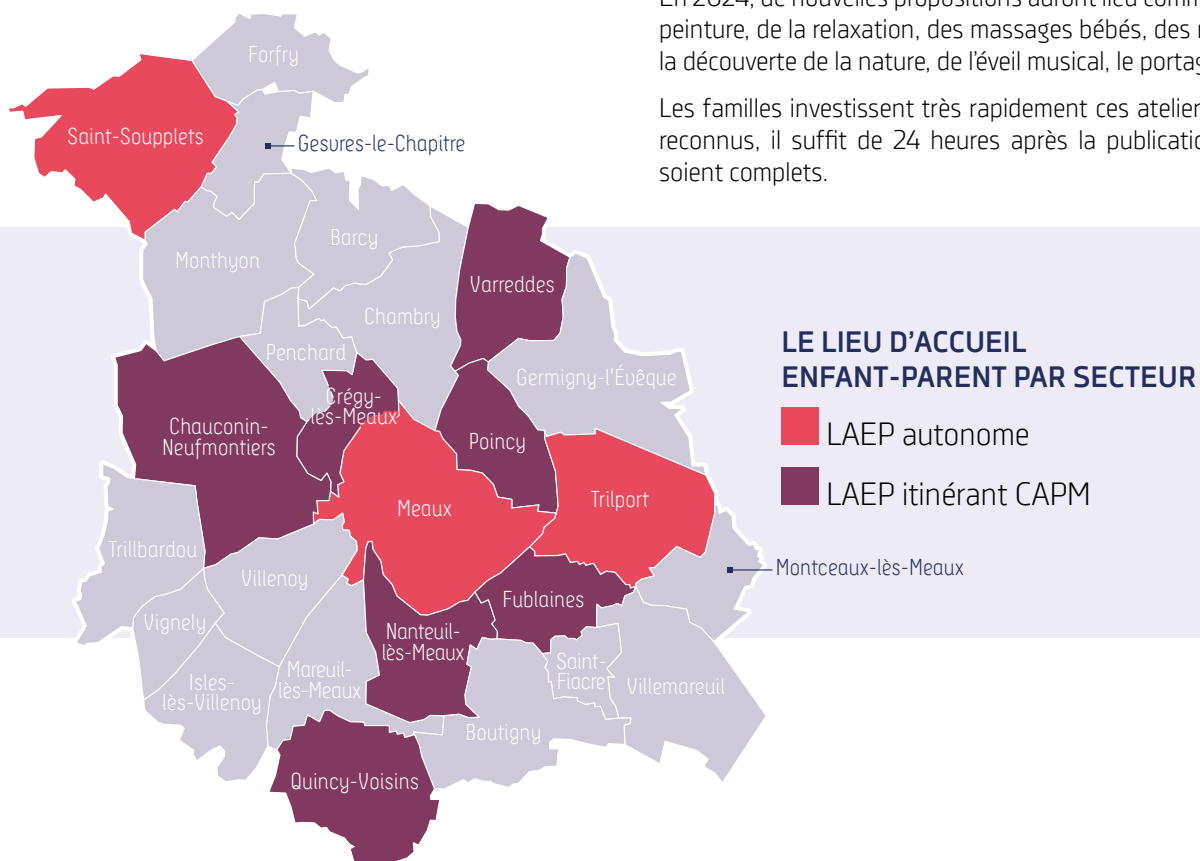 peinture, de la relaxation, des massages bébés, des
la découverte de la nature, de l'éveil musical, le
Les familles investissent très rapidement ces
reconnus, il suffit de 24 heures après la
soient complets.
Forfry
Saint-Soupplets
Gesvres-le-Chapitre
Barcy
Monthyon
Varreddes
Chambry
Penchard
Germigny-l'Évêque
Crégy-
lès-Meaux
Chauconin-
Neufmontiers
Poincy
Meaux
Trilport
Trillbardou
Villenoy
Montceaux-lès-Meaux
Fublaines
Vignely
Nanteuil-
lès-Meaux
Saint-
Fiacre
Mareuil-
lès-Meaux
Isles-
lès-Villenoy
Villemareuil
Boutigny
Quincy-Voisins
LE LIEU D'ACCUEIL
ENFANT-PARENT PAR SECTEUR
LAEP autonome
LAEP itinérant CAPM